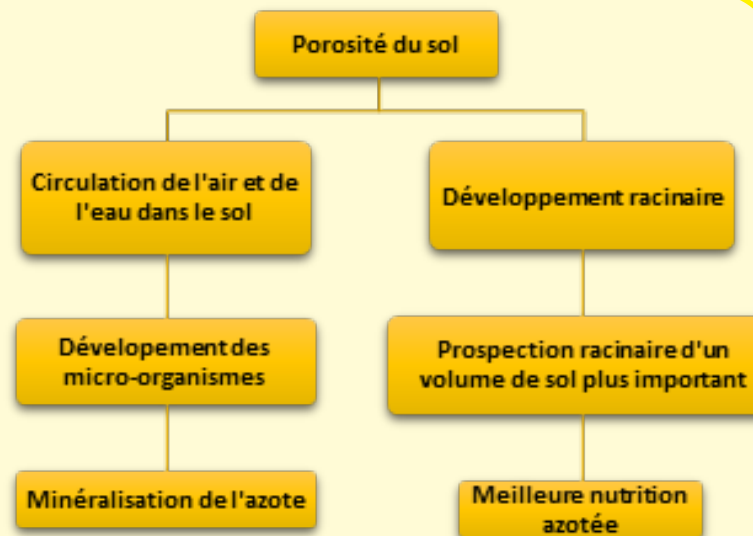 Porosité du sol
Circulation de l'air et de
l'eau dans le sol
Dévelopement des
micro-organismes
Minéralisation de l'azote
Développement racinaire
Prospection racinaire d'un
volume de sol plus important
Meilleure nutrition
azotée